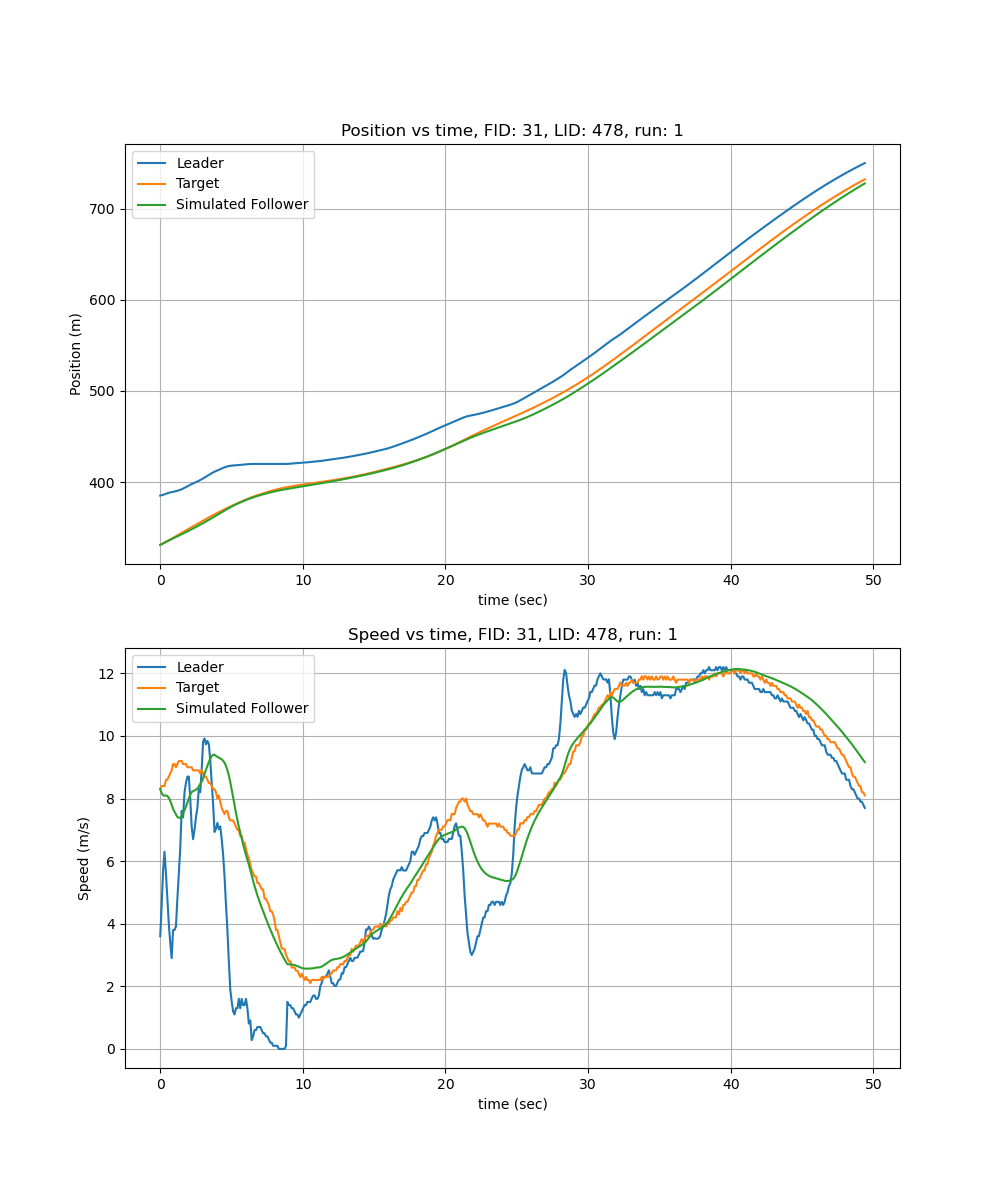 Position vs time, FID: 31, LID: 478, run: 1
Leader
Target
Simulated Follower
Position (m)
700
600
500
400
0 10 20 30 40 50
time (sec)
Speed vs time, FID: 31, LID: 478, run: 1
Leader
Target
Simulated Follower
Speed (m/s)
12
10
8
6
4
2
0
0 10 20 30 40 50
time (sec)